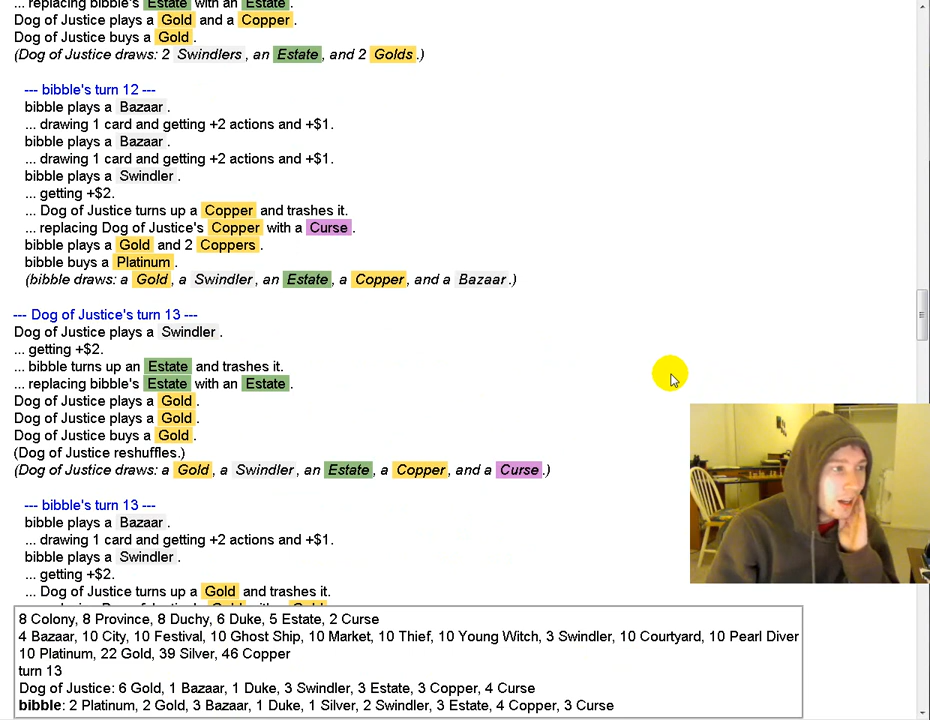 ... replacing bibble's Estate with an Estate.
Dog of Justice plays a Gold and a Copper.
Dog of Justice buys a Gold.
(Dog of Justice draws: 2 Swindlers, an Estate, and 2 Golds.)
--- bibble's turn 12 ---
bibble plays a Bazaar.
... drawing 1 card and getting +2 actions and +$1.
bibble plays a Bazaar.
... drawing 1 card and getting +2 actions and +$1.
bibble plays a Swindler.
... getting +$2.
... Dog of Justice turns up a Copper and trashes it.
... replacing Dog of Justice's Copper with a Curse.
bibble plays a Gold and 2 Coppers.
bibble buys a Platinum.
(bibble draws: a Gold, a Swindler, an Estate, a Copper, and a Bazaar.)
--- Dog of Justice's turn 13 ---
Dog of Justice plays a Swindler.
... getting +$2.
... bibble turns up an Estate and trashes it.
... replacing bibble's Estate with an Estate.
Dog of Justice plays a Gold.
Dog of Justice plays a Gold.
Dog of Justice buys a Gold.
(Dog of Justice reshuffles.)
(Dog of Justice draws: a Gold, a Swindler, an Estate, a Copper, and a Curse.)
--- bibble's turn 13 ---
bibble plays a Bazaar.
... drawing 1 card and getting +2 actions and +$1.
bibble plays a Swindler.
... getting +$2.
... Dog of Justice turns up a Gold and trashes it.
8 Colony, 8 Province, 8 Duchy, 6 Duke, 5 Estate, 2 Curse
4 Bazaar, 10 City, 10 Festival, 10 Ghost Ship, 10 Market, 10 Thief, 10 Young Witch, 3 Swindler, 10 Courtyard, 10 Pearl Diver
10 Platinum, 22 Gold, 39 Silver, 46 Copper
turn 13
Dog of Justice: 6 Gold, 1 Bazaar, 1 Duke, 3 Swindler, 3 Estate, 3 Copper, 4 Curse
bibble: 2 Platinum, 2 Gold, 3 Bazaar, 1 Duke, 1 Silver, 2 Swindler, 3 Estate, 4 Copper, 3 Curse